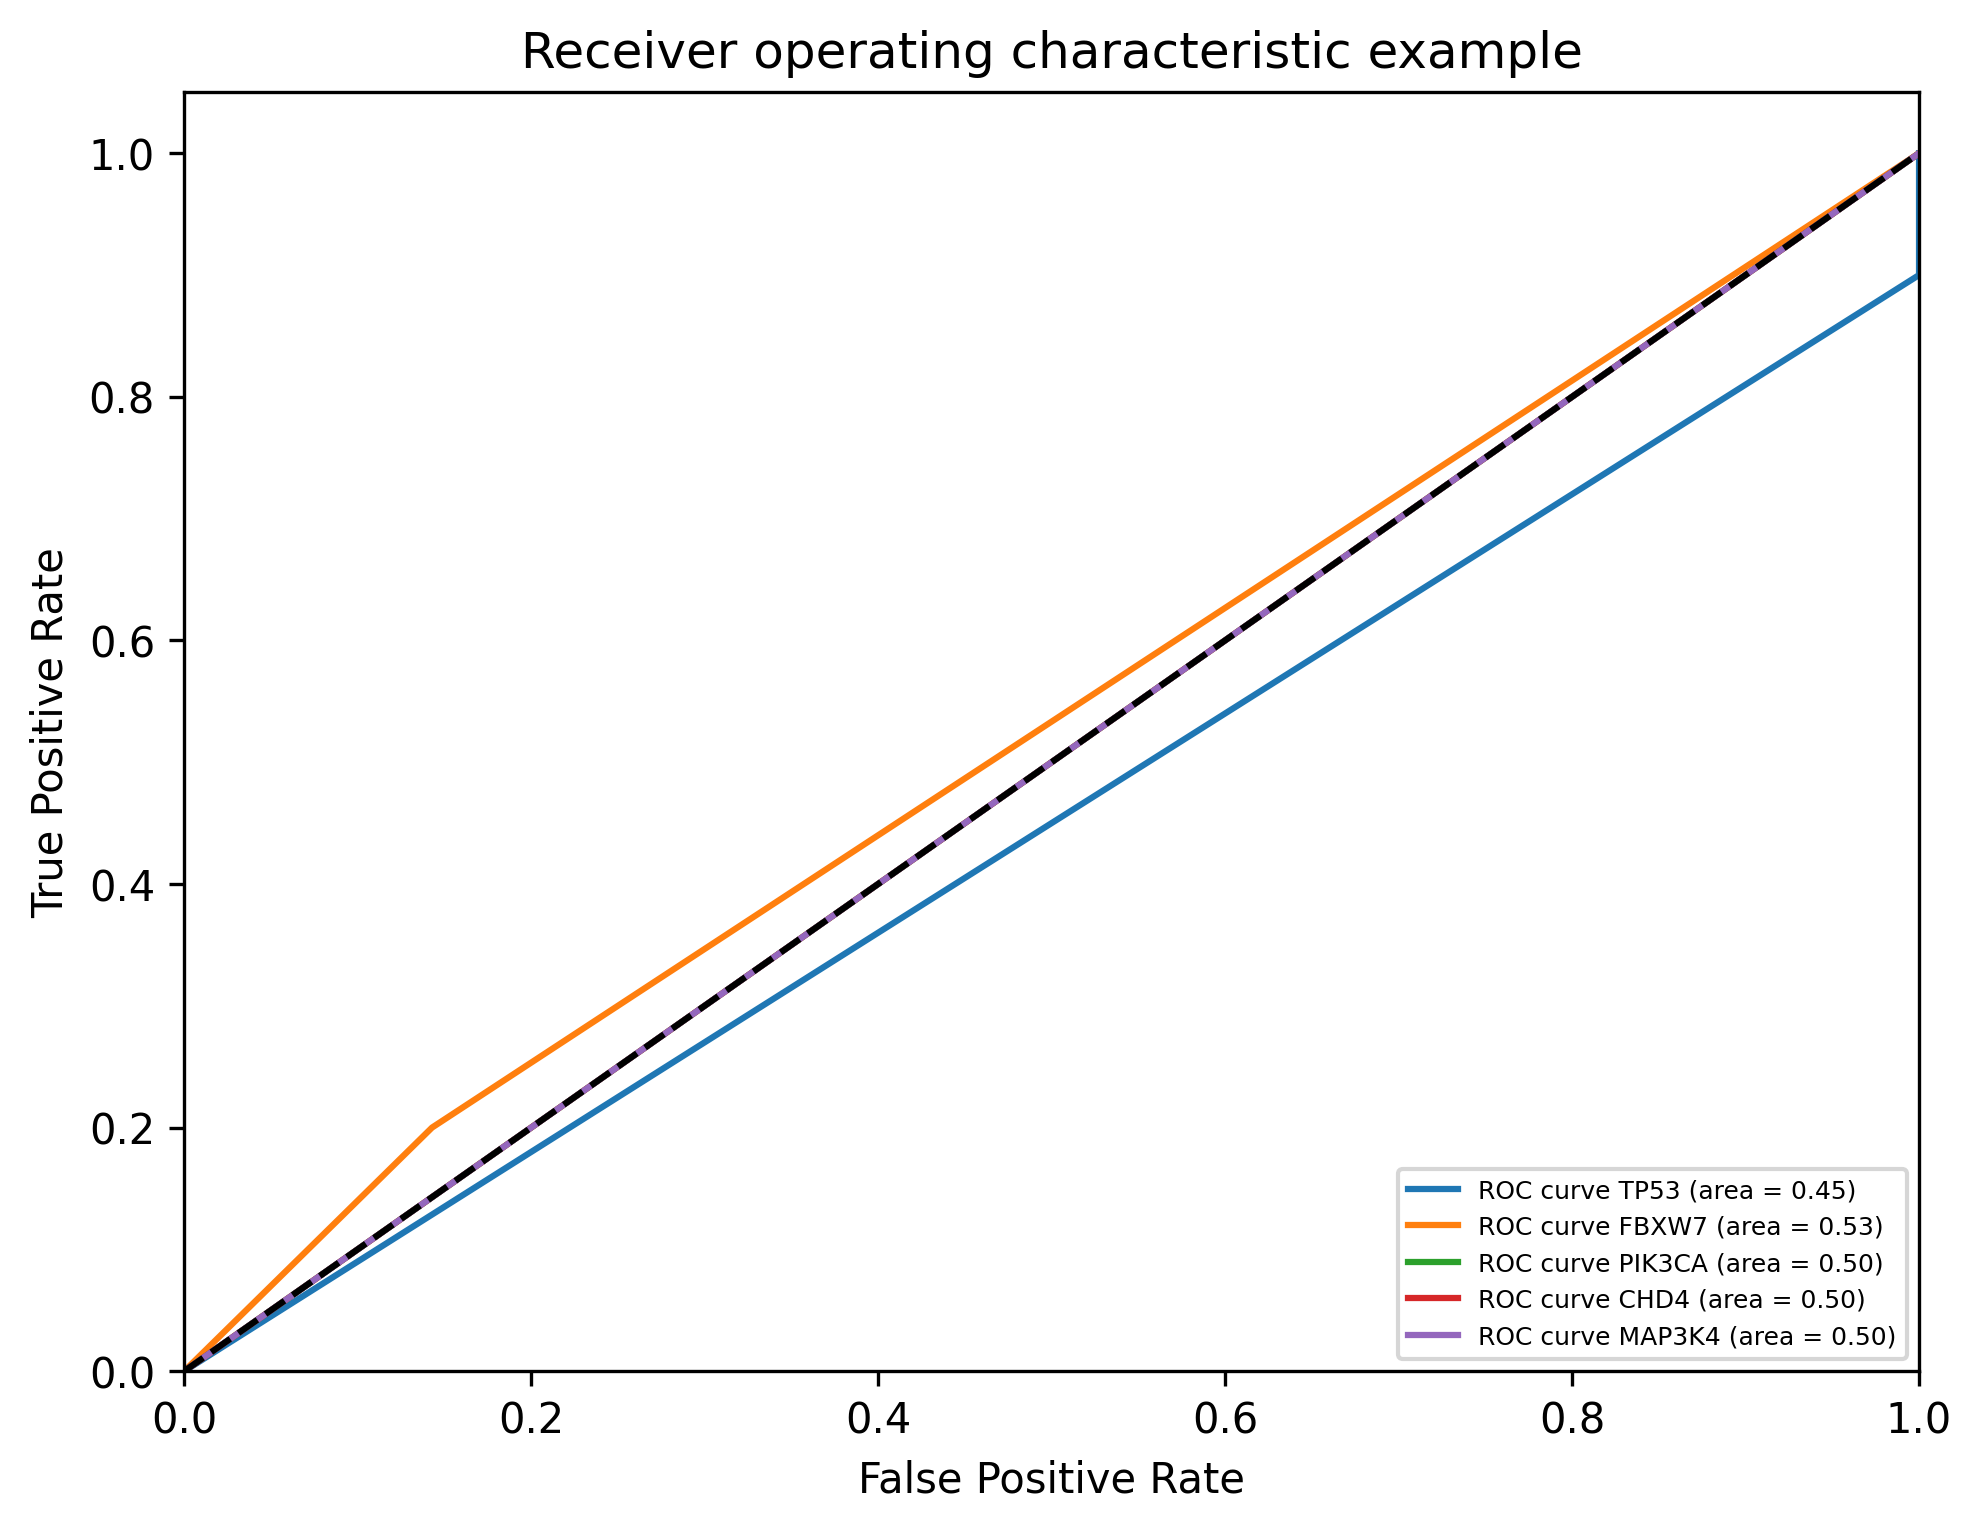 Receiver operating characteristic example
True Positive Rate
1.0
0.8
0.6
0.4
0.2
0.0
ROC curve TP53 (area = 0.45)
ROC curve FBXW7 (area = 0.53)
ROC curve PIK3CA (area = 0.50)
ROC curve CHD4 (area = 0.50)
ROC curve MAP3K4 (area = 0.50)
0.0 0.2 0.4 0.6 0.8 1.0
False Positive Rate